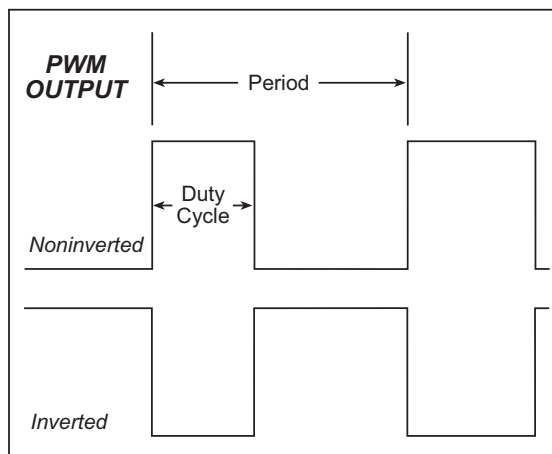 PWM
OUTPUT
Period
Duty
Cycle
Noninverted
Inverted